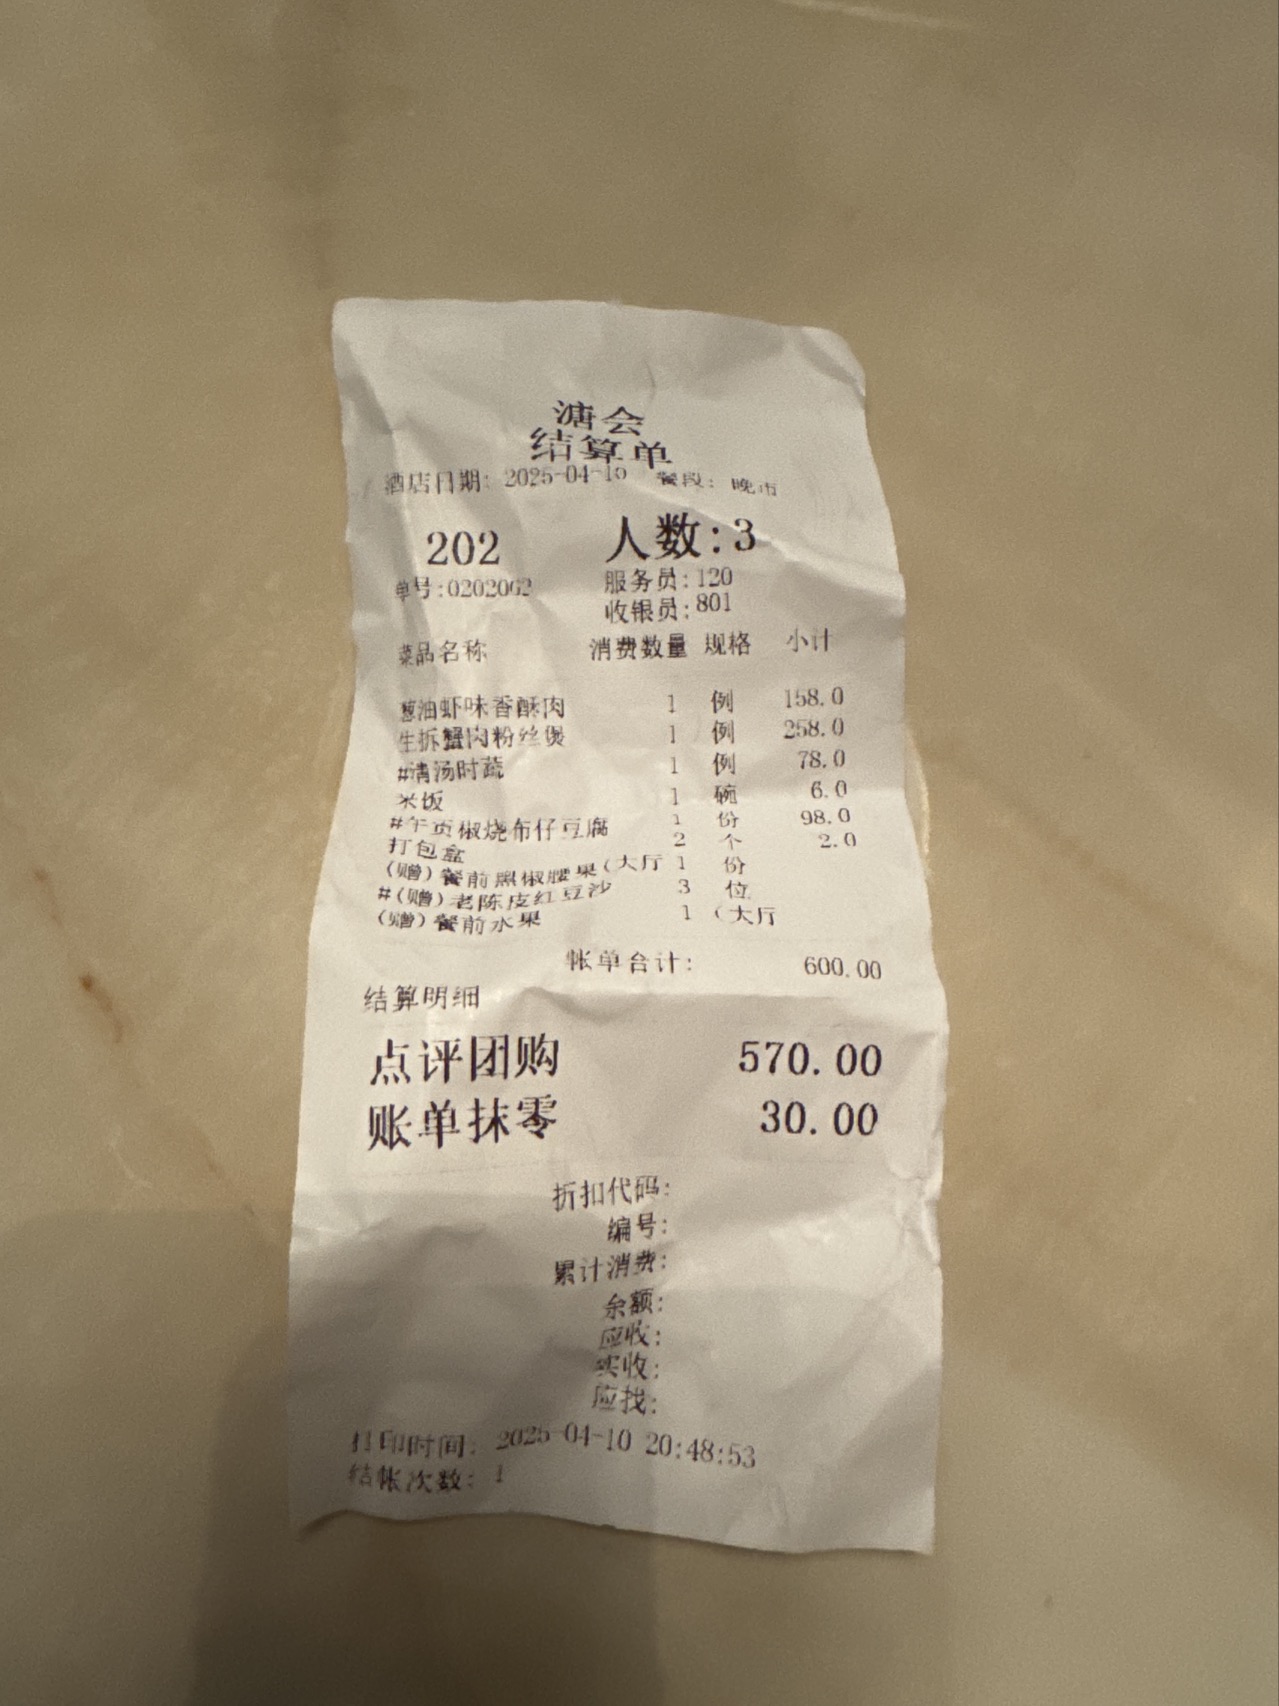 溏会
结算单
酒店日期: 2025-04-10 餐段: 晚市
202 人数:3
单号:0202002 服务员:120
收银员:801
菜品名称 消费数量 规格 小计
葱油虾味香酥肉 1 例 158.0
生拆蟹肉粉丝煲 1 例 258.0
#清汤时蔬 1 例 78.0
米饭 1 碗 6.0
#午页椒烧布仔豆腐 1 份 98.0
打包盒 2 个 2.0
(赠)餐前黑椒腰果(大厅 1 份
#(赠)老陈皮红豆沙 3 位
(赠)餐前水果 1 (大厅
帐单合计: 600.00
结算明细
点评团购 570.00
账单抹零 30.00
折扣代码:
编号:
累计消费:
余额:
应收:
实收:
应找:
打印时间: 2025-04-10 20:48:53
结帐次数: 1